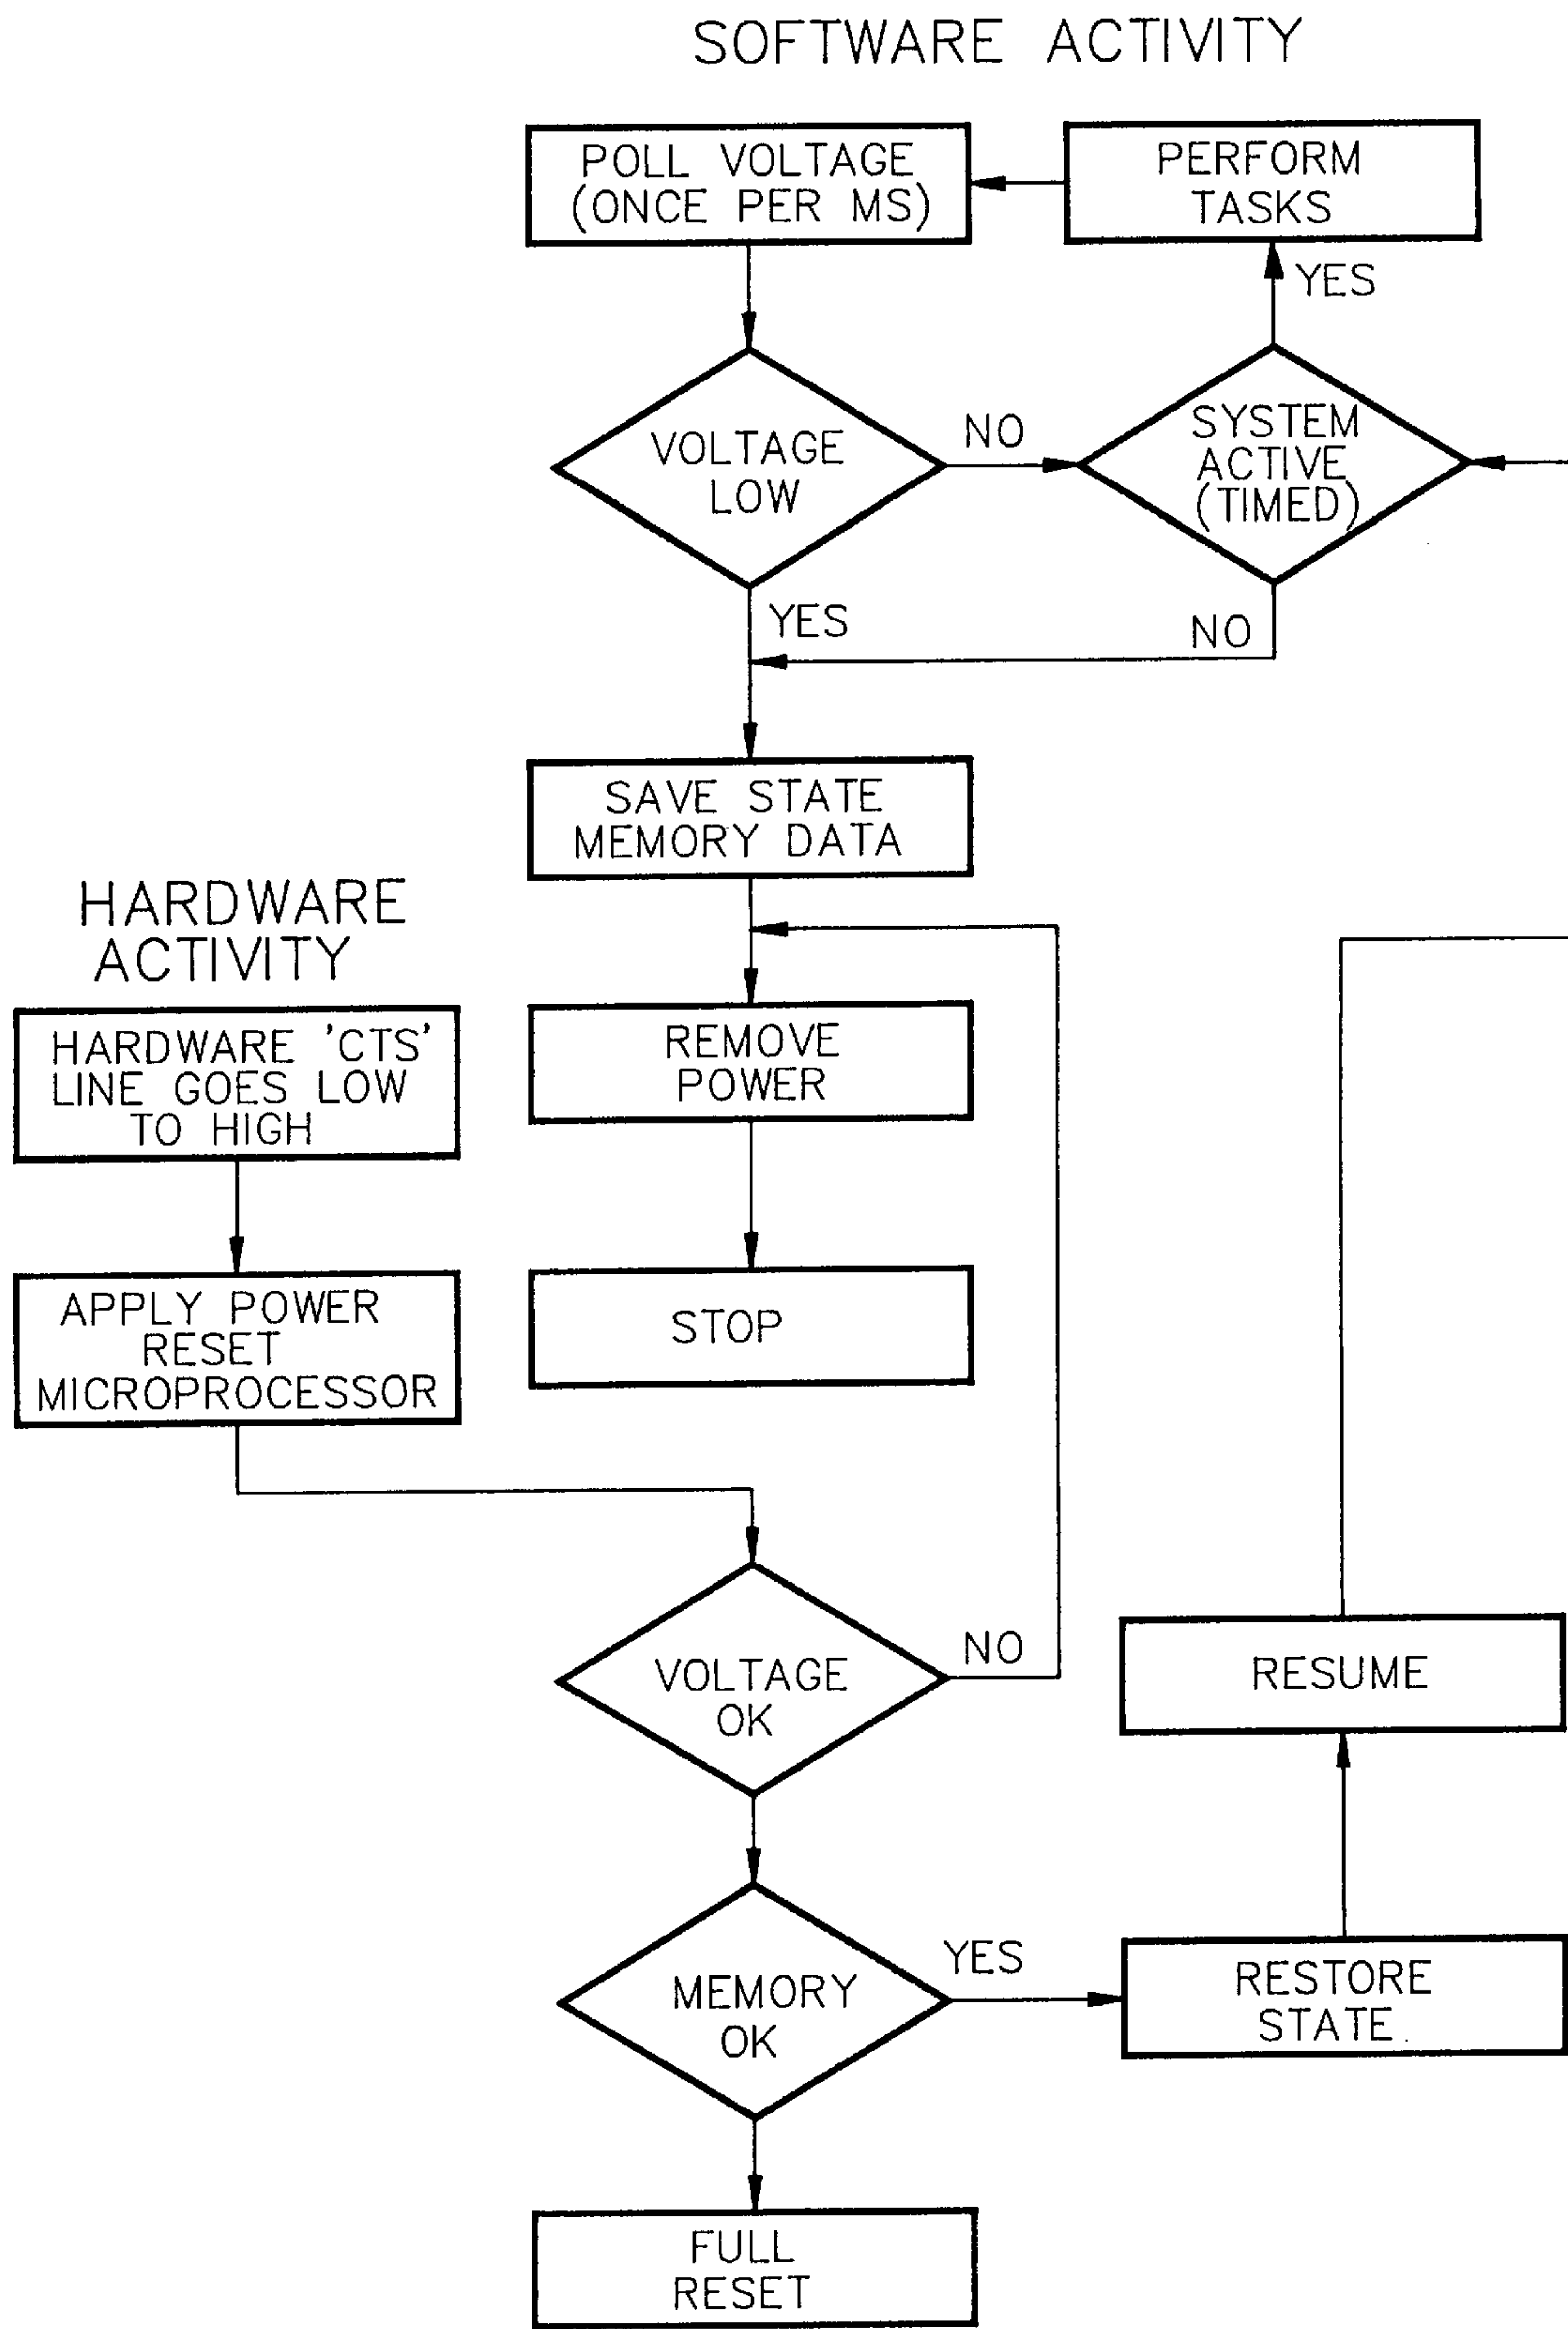 SOFTWARE ACTIVITY
POLL VOLTAGE
(ONCE PER MS)
PERFORM
TASKS
YES
VOLTAGE
LOW
NO
SYSTEM
ACTIVE
(TIMED)
YES
NO
SAVE STATE
MEMORY DATA
HARDWARE
ACTIVITY
HARDWARE 'CTS'
LINE GOES LOW
TO HIGH
REMOVE
POWER
APPLY POWER
RESET
MICROPROCESSOR
STOP
VOLTAGE
OK
NO
RESUME
MEMORY
OK
YES
RESTORE
STATE
FULL
RESET